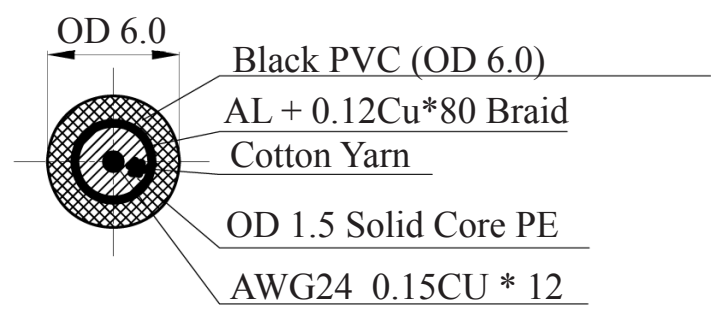 OD 6.0
Black PVC (OD 6.0)
AL + 0.12Cu*80 Braid
Cotton Yarn
OD 1.5 Solid Core PE
AWG24 0.15CU * 12